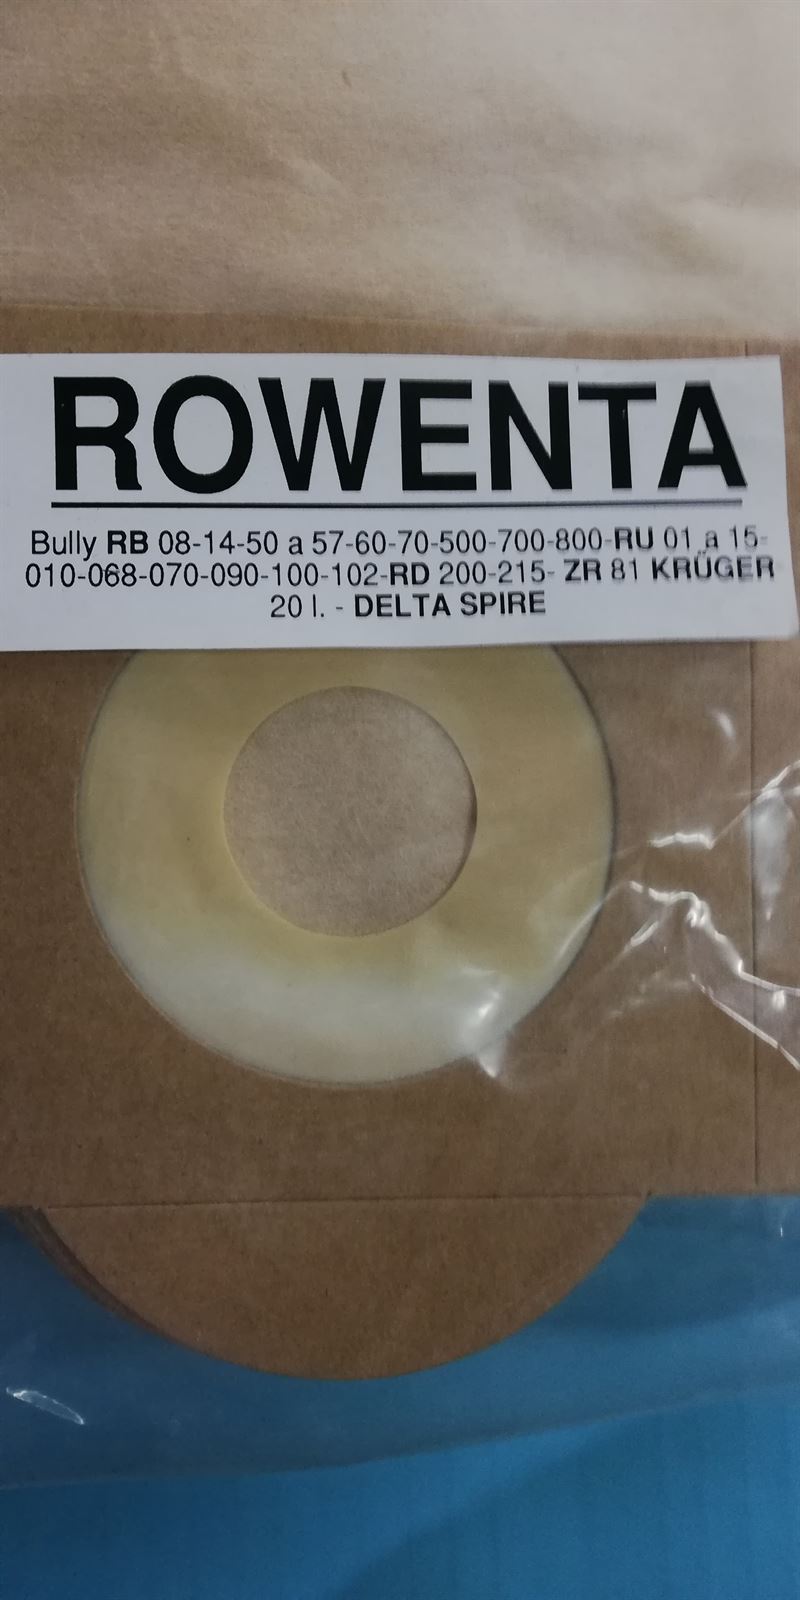 ROWENTA
Bully RB 08-14-50 a 57-60-70-500-700-800-RU 01 a 15-
010-068-070-090-100-102-RD 200-215- ZR 81 KRÜGER
20 l. - DELTA SPIRE